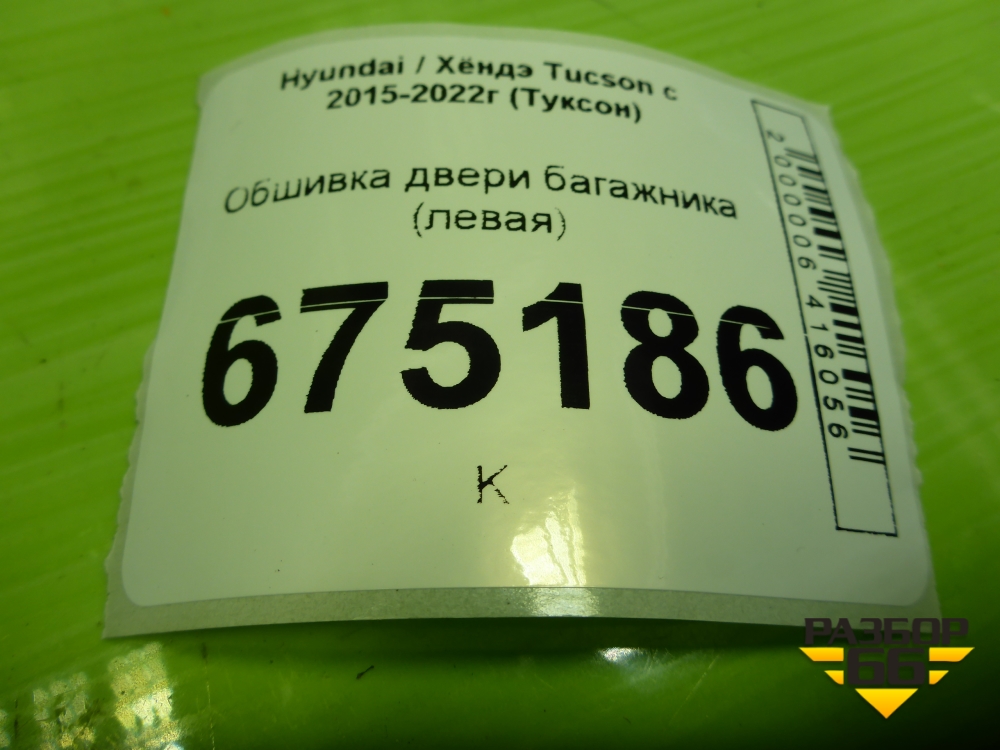 Hyundai / Хёндэ Tucson с
2015-2022г (Туксон)
Обшивка двери багажника
(левая)
675186
К
2000006416056
РАЗБОР
66